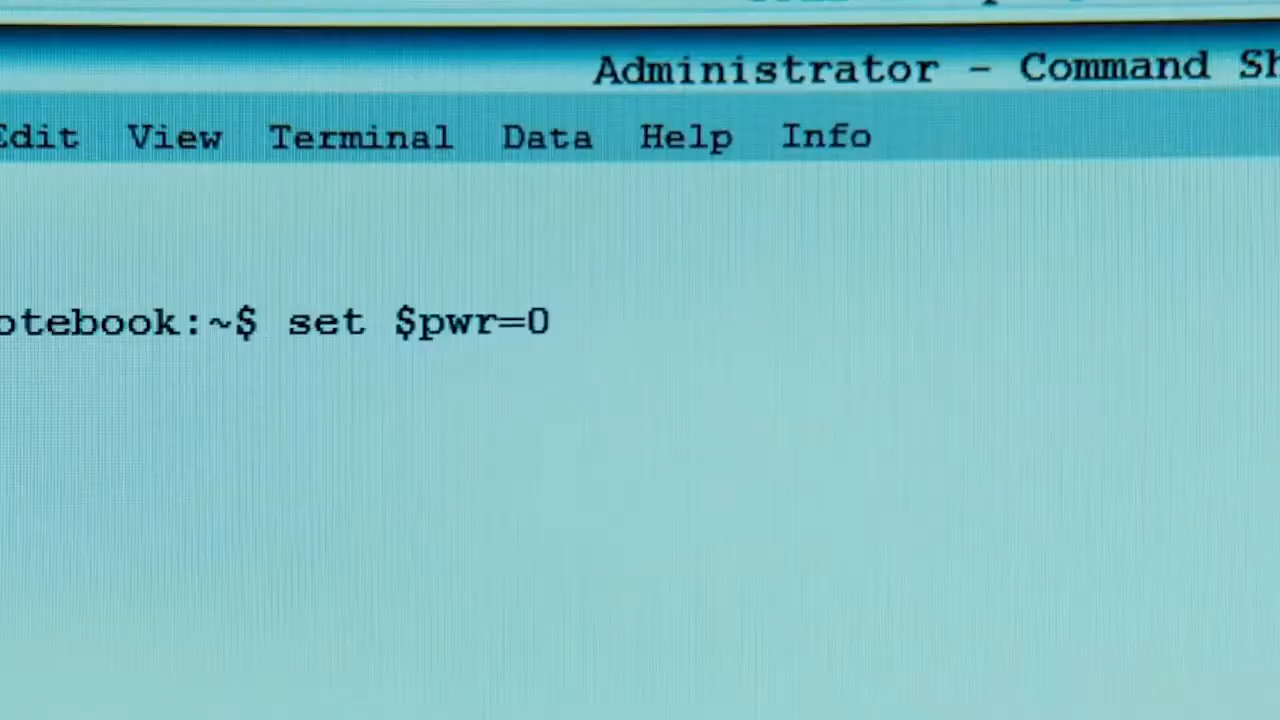 Administrator - Command Sh
Edit View Terminal Data Help Info
otebook:~$ set $pwr=0